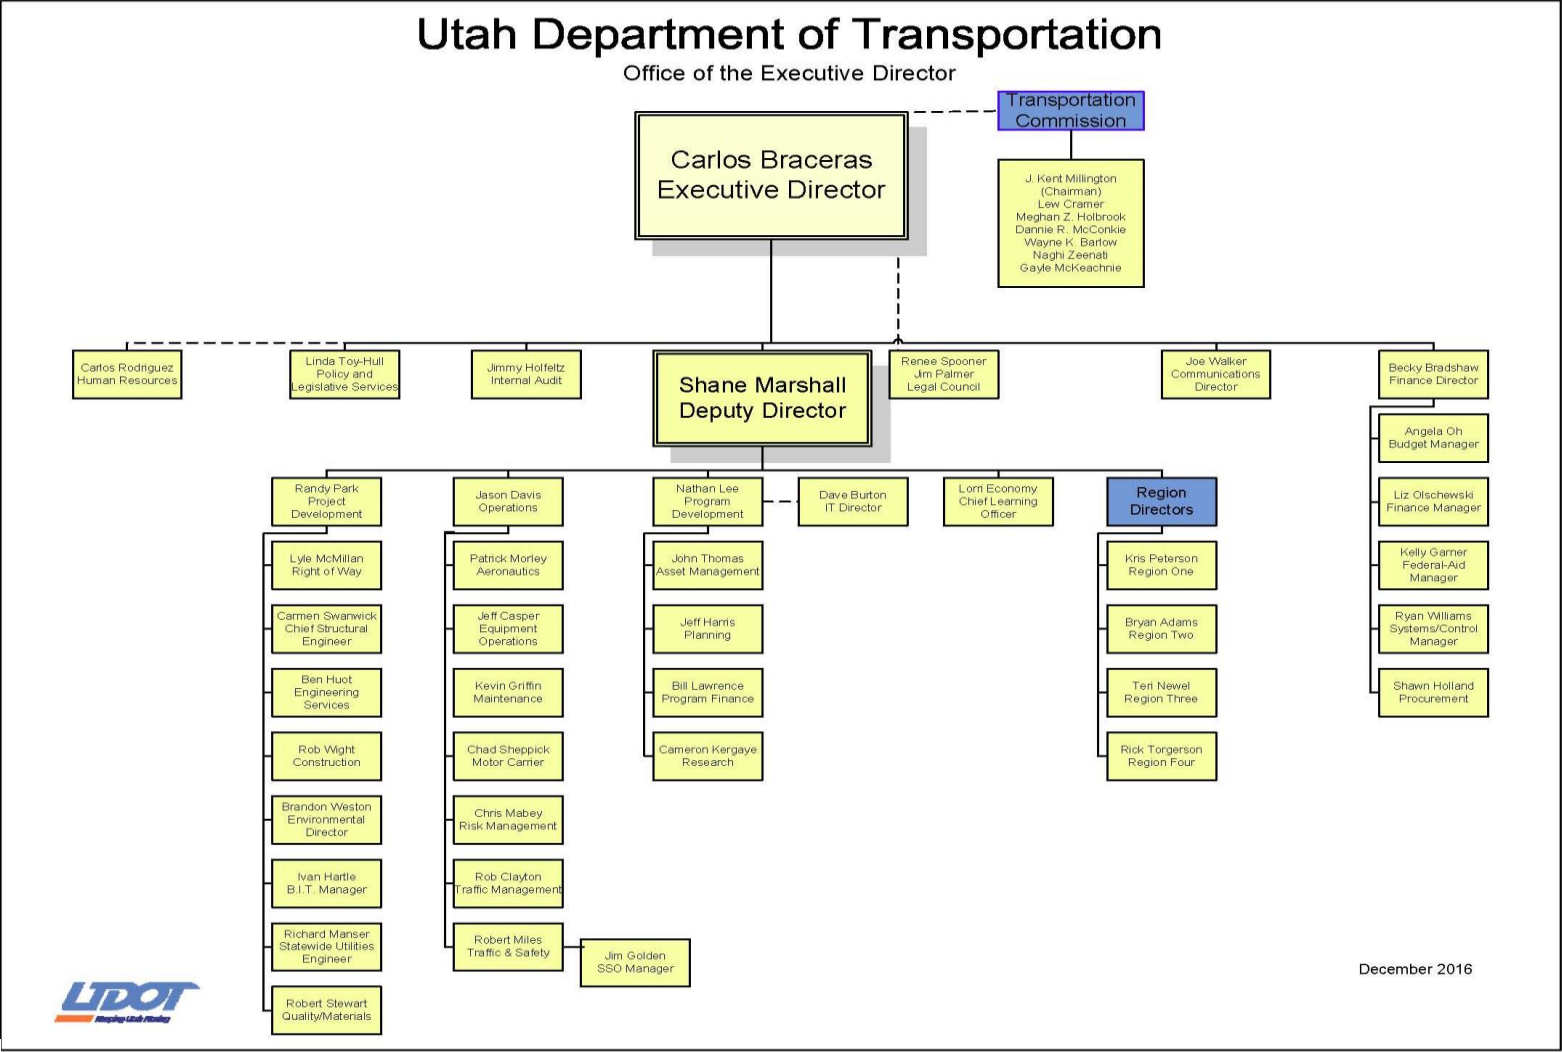 Utah Department of Transportation
Office of the Executive Director
Transportation
Commission
Carlos Braceras
Executive Director
J. Kent Millington
(Chairman)
Lew Cramer
Meghan Z. Holbrook
Dannie R. McConkie
Wayne K. Barlow
Naghi Zeenati
Gayle McKeachnie
Carlos Rodriguez
Human Resources
Linda Toy-Hull
Policy and
Legislative Services
Jimmy Holfeltz
Internal Audit
Shane Marshall
Deputy Director
Renee Spooner
Jim Palmer
Legal Council
Joe Walker
Communications
Director
Becky Bradshaw
Finance Director
Angela Oh
Budget Manager
Liz Olschewski
Finance Manager
Kelly Garner
Federal-Aid
Manager
Ryan Williams
Systems/Control
Manager
Shawn Holland
Procurement
Randy Park
Project
Development
Lyle McMillan
Right of Way
Carmen Swanwick
Chief Structural
Engineer
Ben Huot
Engineering
Services
Rob Wight
Construction
Brandon Weston
Environmental
Director
Ivan Hartle
B.I.T. Manager
Richard Manser
Statewide Utilities
Engineer
Robert Stewart
Quality/Materials
Jason Davis
Operations
Patrick Morley
Aeronautics
Jeff Casper
Equipment
Operations
Kevin Griffin
Maintenance
Chad Sheppick
Motor Carrier
Chris Mabey
Risk Management
Rob Clayton
Traffic Management
Robert Miles
Traffic & Safety
Jim Golden
SSO Manager
Nathan Lee
Program
Development
John Thomas
Asset Management
Jeff Harris
Planning
Bill Lawrence
Program Finance
Cameron Kergaye
Research
Dave Burton
IT Director
Lorri Economy
Chief Learning
Officer
Region
Directors
Kris Peterson
Region One
Bryan Adams
Region Two
Teri Newel
Region Three
Rick Torgerson
Region Four
UDOT
Keeping Utah Moving
December 2016